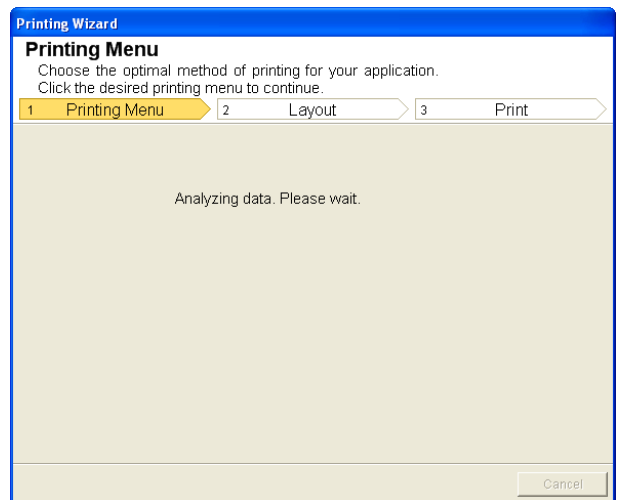 Printing Wizard
Printing Menu
Choose the optimal method of printing for your application.
Click the desired printing menu to continue.
1 Printing Menu 2 Layout 3 Print
Analyzing data. Please wait.
Cancel